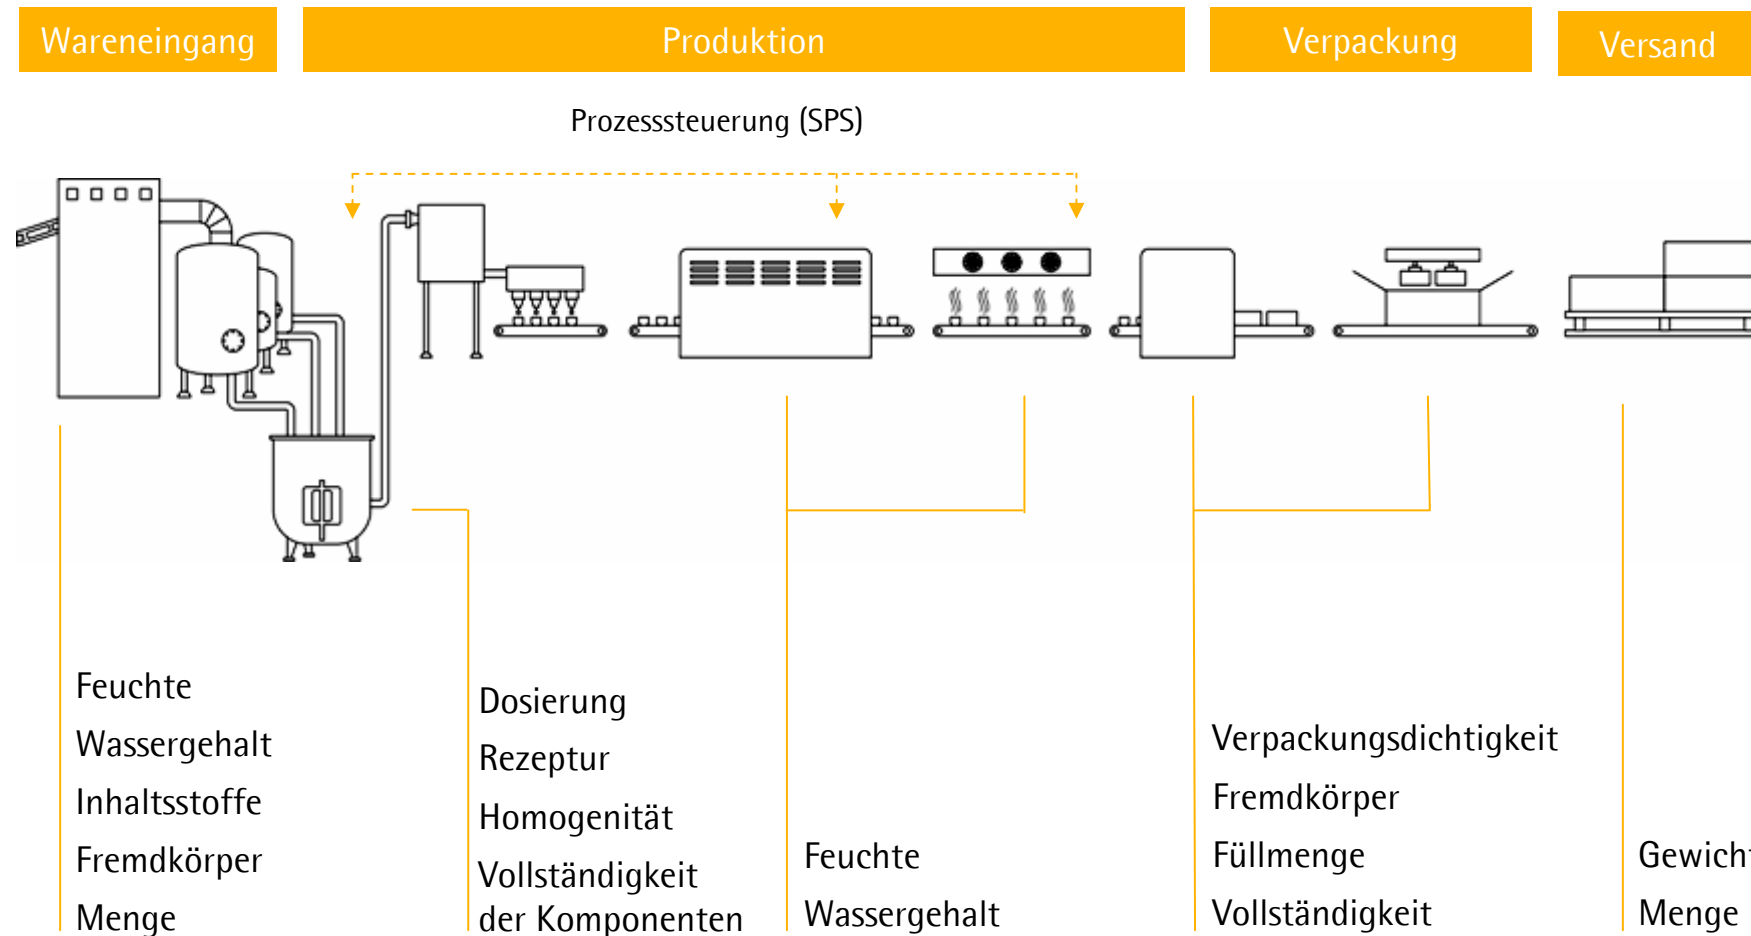 Wareneingang
Produktion
Verpackung
Versand
Prozesssteuerung (SPS)
Feuchte
Wassergehalt
Inhaltsstoffe
Fremdkörper
Menge
Dosierung
Rezeptur
Homogenität
Vollständigkeit
der Komponenten
Feuchte
Wassergehalt
Verpackungsdichtigkeit
Fremdkörper
Füllmenge
Vollständigkeit
Gewicht
Menge